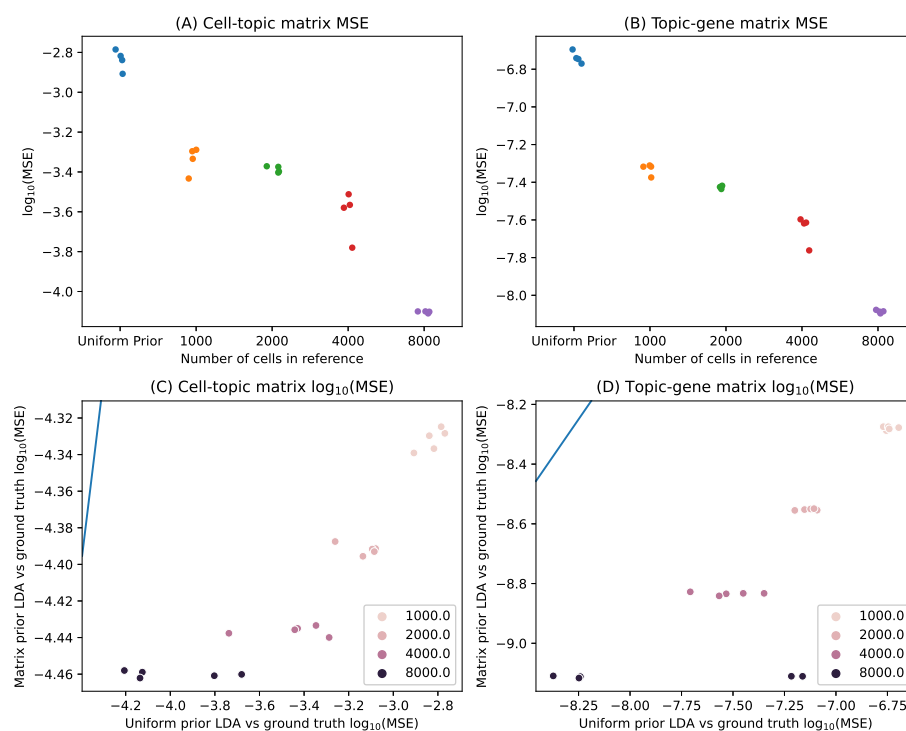 (A) Cell-topic matrix MSE
log₁₀(MSE)
−2.8
−3.0
−3.2
−3.4
−3.6
−3.8
−4.0
Uniform Prior 1000 2000 4000 8000
Number of cells in reference
(B) Topic-gene matrix MSE
log₁₀(MSE)
−6.8
−7.0
−7.2
−7.4
−7.6
−7.8
−8.0
Uniform Prior 1000 2000 4000 8000
Number of cells in reference
(C) Cell-topic matrix log₁₀(MSE)
Matrix prior LDA vs ground truth log₁₀(MSE)
−4.32
−4.34
−4.36
−4.38
−4.40
−4.42
−4.44
−4.46
1000.0
2000.0
4000.0
8000.0
−4.2 −4.0 −3.8 −3.6 −3.4 −3.2 −3.0 −2.8
Uniform prior LDA vs ground truth log₁₀(MSE)
(D) Topic-gene matrix log₁₀(MSE)
Matrix prior LDA vs ground truth log₁₀(MSE)
−8.2
−8.4
−8.6
−8.8
−9.0
1000.0
2000.0
4000.0
8000.0
−8.25 −8.00 −7.75 −7.50 −7.25 −7.00 −6.75
Uniform prior LDA vs ground truth log₁₀(MSE)